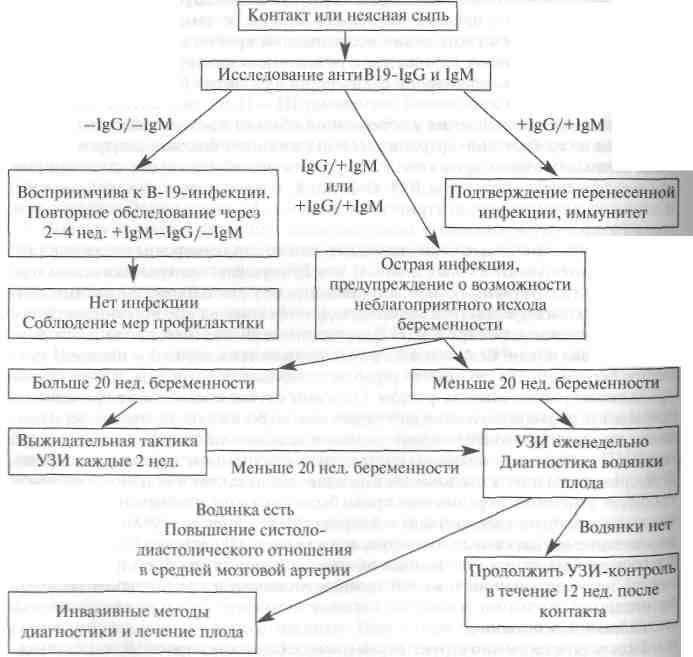 Контакт или неясная сыпь
Исследование антиВ19-IgG и IgM
—IgG/—IgM
+IgG/+IgM
IgG/+IgM
или
+IgG/+IgM
Восприимчива к В-19-инфекции.
Повторное обследование через
2–4 нед. +IgM–IgG/–IgM
Подтверждение перенесенной
инфекции, иммунитет
Нет инфекции
Соблюдение мер профилактики
Острая инфекция,
предупреждение о возможности
неблагоприятного исхода
беременности
Больше 20 нед. беременности
Меньше 20 нед. беременности
Выжидательная тактика
УЗИ каждые 2 нед.
Меньше 20 нед. беременности
УЗИ еженедельно
Диагностика водянки
плода
Водянка есть
Повышение систоло-
диастолического отношения
в средней мозговой артерии
Водянки нет
Инвазивные методы
диагностики и лечение плода
Продолжить УЗИ-контроль
в течение 12 нед. после
контакта